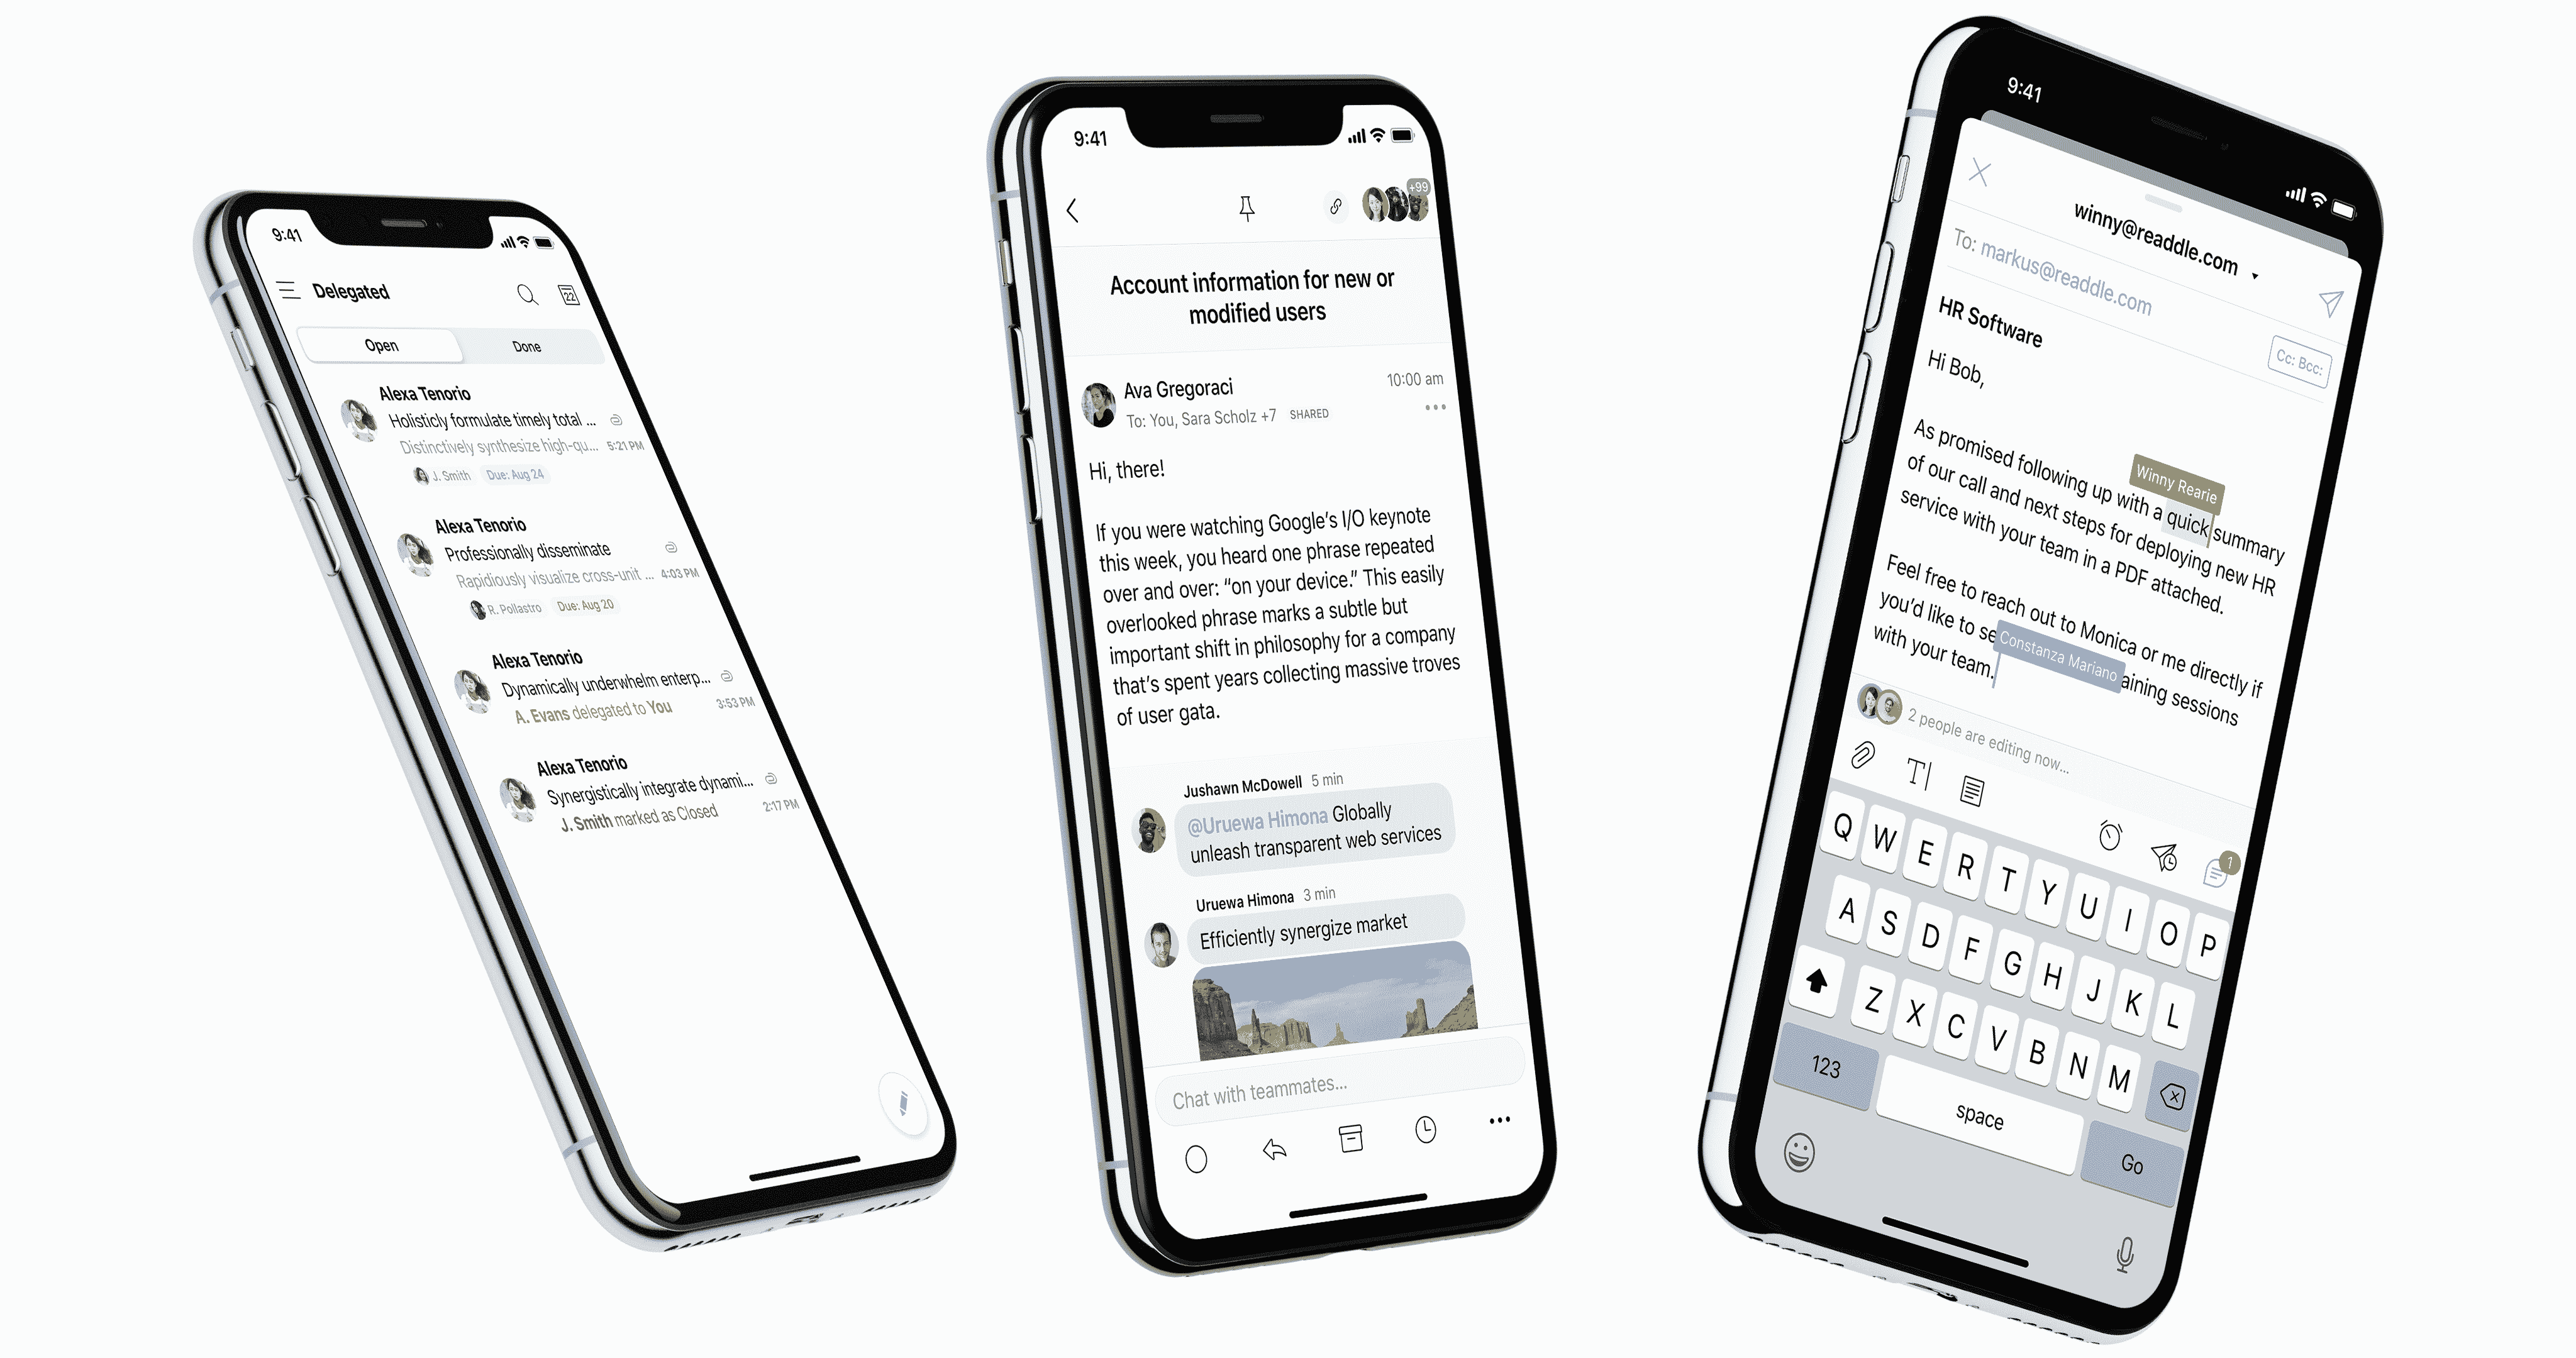 9:41
Delegated
22
Open
Done
Alexa Tenorio
Holisticly formulate timely total ...
Distinctively synthesize high-qu... 5:21 PM
J. Smith Due: Aug 24
Alexa Tenorio
Professionally disseminate
Rapidiously visualize cross-unit ... 4:03 PM
R. Pollastro Due: Aug 20
Alexa Tenorio
Dynamically underwhelm enterp...
A. Evans delegated to You 3:53 PM
Alexa Tenorio
Synergistically integrate dynami...
J. Smith marked as Closed 2:17 PM
9:41
+99
Account information for new or
modified users
Ava Gregoraci 10:00 am
To: You, Sara Scholz +7 SHARED
Hi, there!
If you were watching Google's I/O keynote
this week, you heard one phrase repeated
over and over: “on your device.” This easily
overlooked phrase marks a subtle but
important shift in philosophy for a company
that's spent years collecting massive troves
of user gata.
Jushawn McDowell 5 min
@Uruewa Himona Globally
unleash transparent web services
Uruewa Himona 3 min
Efficiently synergize market
Chat with teammates...
9:41
winny@readdle.com
To: markus@readdle.com
Cc: Bcc:
HR Software
Hi Bob,
Winny Rearie
As promised following up with a quick summary
of our call and next steps for deploying new HR
service with your team in a PDF attached.
Feel free to reach out to Monica or me directly if
you'd like to se
Constanza Mariano
aining sessions
with your team.
2 people are editing now...
T
1
Q W E R T Y U I O P
A S D F G H J K L
Z X C V B N M
123 space Go